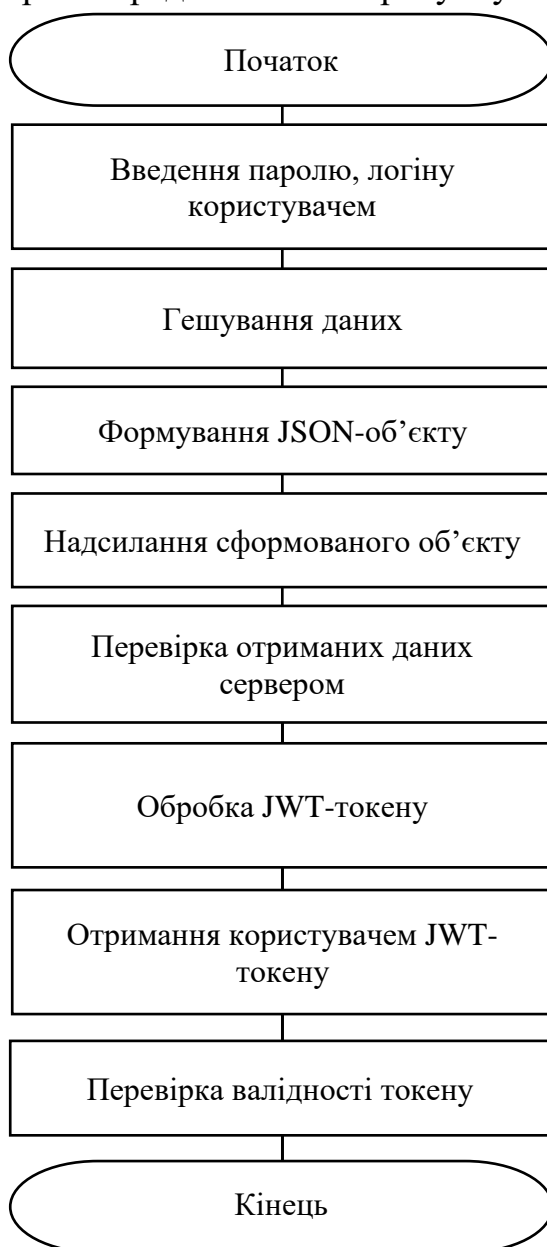 Початок
Введення паролю, логіну
користувачем
Гешування даних
Формування JSON-об’єкту
Надсилання сформованого об’єкту
Перевірка отриманих даних
сервером
Обробка JWT-токену
Отримання користувачем JWT-
токену
Перевірка валідності токену
Кінець